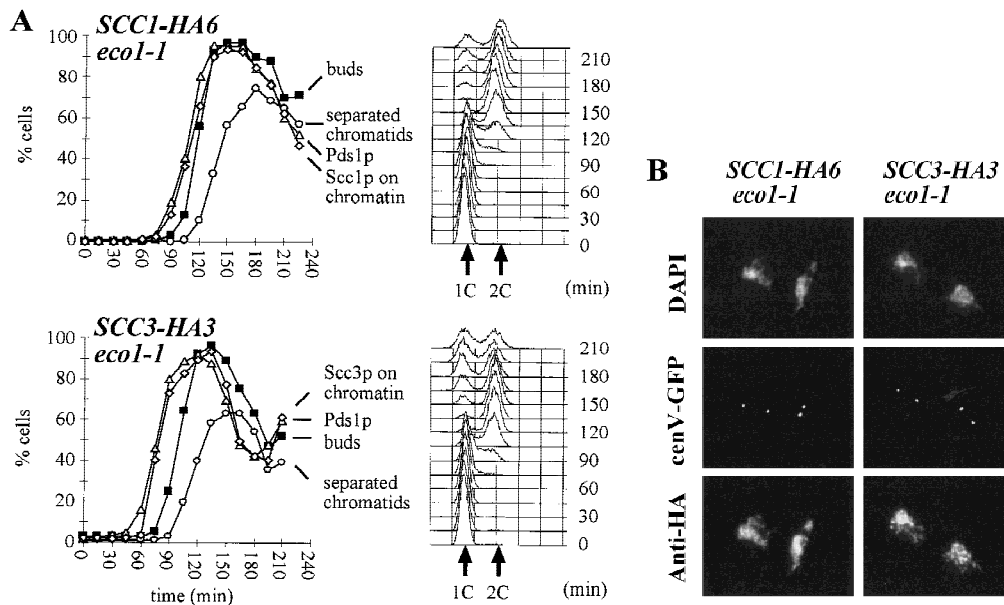 A
SCC1-HA6
eco1-1
% cells
100
80
60
40
20
0
0
30
60
90
120
150
180
210
240
buds
separated
chromatids
Pds1p
Scc1p on
chromatin
210
180
150
120
90
60
30
0
1C
2C
(min)
SCC3-HA3
eco1-1
% cells
100
80
60
40
20
0
0
30
60
90
120
150
180
210
240
time (min)
Scc3p on
chromatin
Pds1p
buds
separated
chromatids
210
180
150
120
90
60
30
0
1C
2C
(min)
B
SCC1-HA6
eco1-1
SCC3-HA3
eco1-1
DAPI
cenV-GFP
Anti-HA